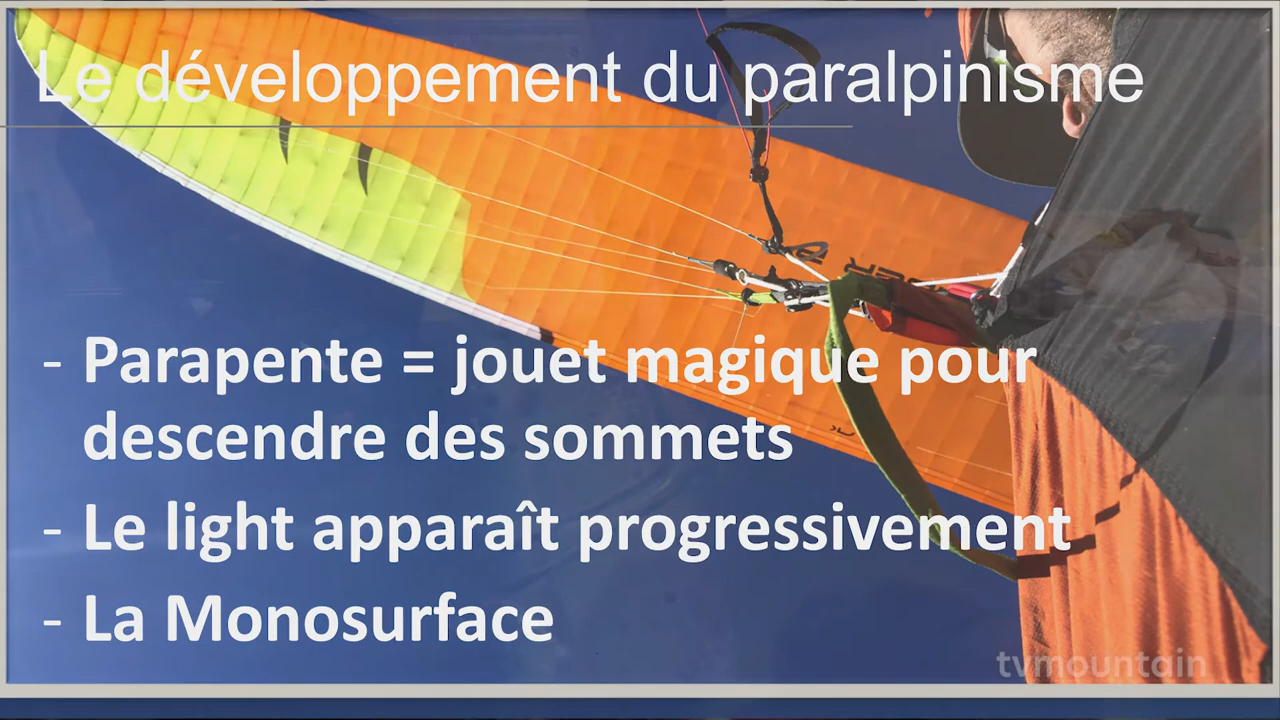 Le développement du paralpinisme
- Parapente = jouet magique pour
descendre des sommets
- Le light apparaît progressivement
- La Monosurface
tvmountain